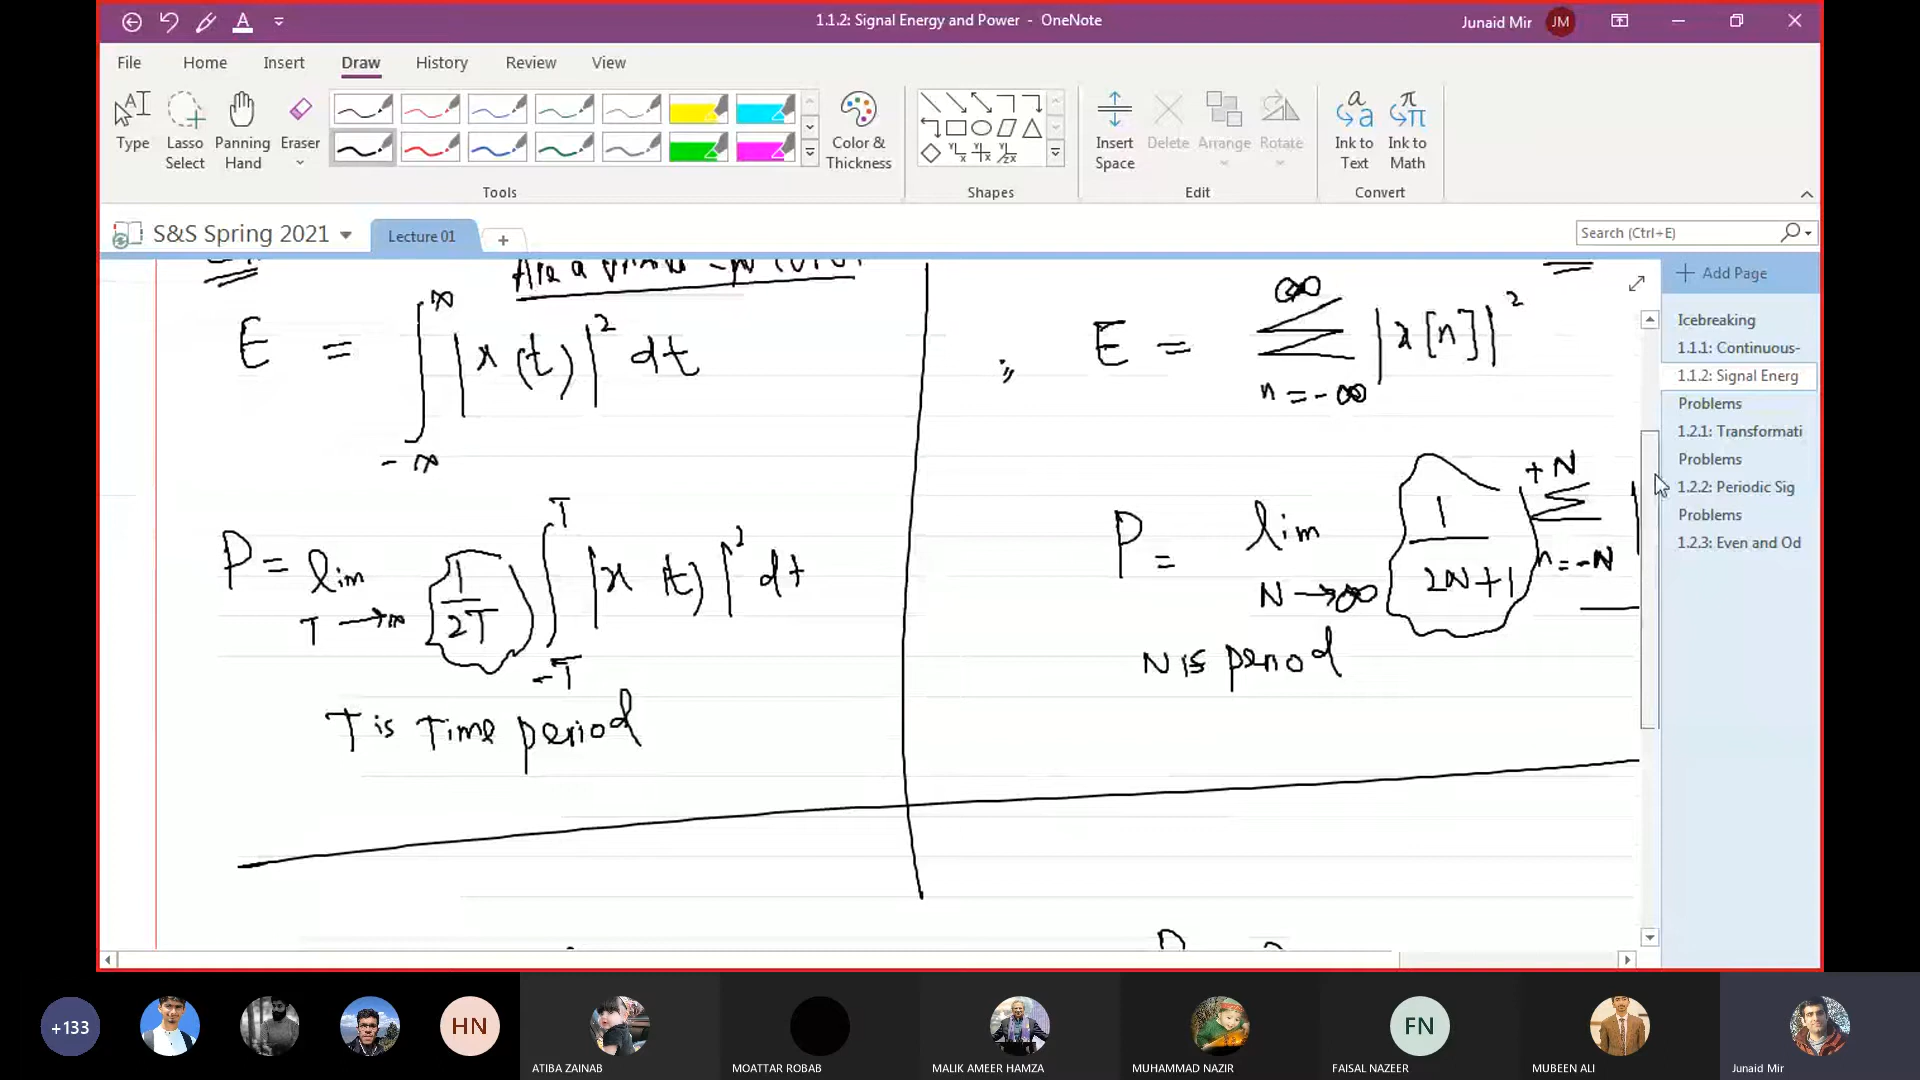 1.1.2: Signal Energy and Power - OneNote
Junaid Mir JM
File Home Insert Draw History Review View
Type
Lasso Select
Panning Hand
Eraser
Color & Thickness
Insert Space
Delete
Arrange
Rotate
Ink to Text
Ink to Math
Tools Shapes Edit Convert
S&S Spring 2021
Lecture 01
Search (Ctrl+E)
Add Page
Icebreaking
1.1.1: Continuous-
1.1.2: Signal Energ
Problems
1.2.1: Transformati
Problems
1.2.2: Periodic Sig
Problems
1.2.3: Even and Od
E = ∫_{-∞}^{∞} |x(t)|² dt
P = lim T→∞ 1/2T ∫_{-T}^{T} |x(t)|² dt
T is Time period
E = Σ_{n=-∞}^{∞} |x[n]|²
P = lim N→∞ 1/2N+1 Σ_{n=-N}^{+N} |
N is period
+133
HN
ATIBA ZAINAB
MOATTAR ROBAB
MALIK AMEER HAMZA
MUHAMMAD NAZIR
FN
FAISAL NAZEER
MUBEEN ALI
Junaid Mir